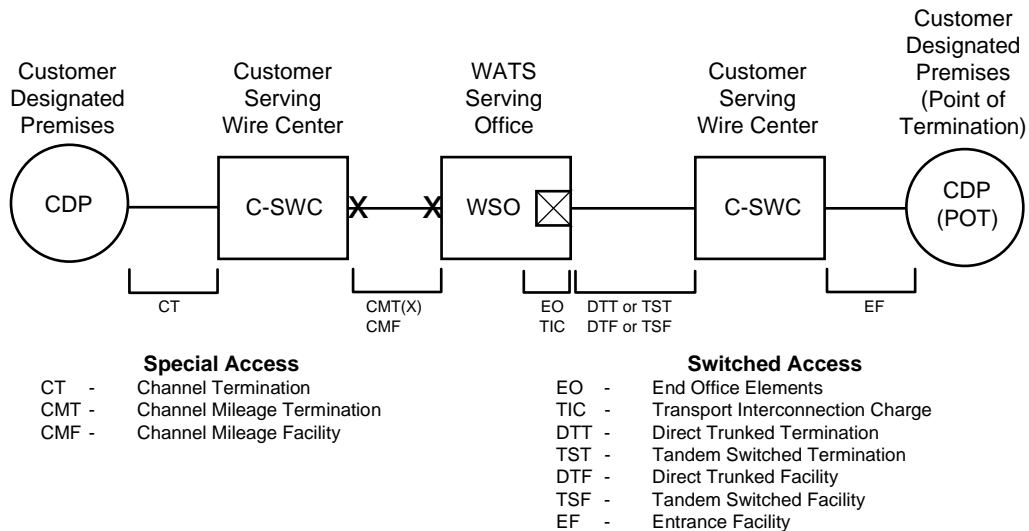 Customer
Designated
Premises
Customer
Serving
Wire Center
WATS
Serving
Office
Customer
Serving
Wire Center
Customer
Designated
Premises
(Point of
Termination)
CDP
C-SWC
X
X
WSO
C-SWC
CDP
(POT)
CT
CMT(X)
CMF
EO
TIC
DTT or TST
DTF or TSF
EF
Special Access
CT - Channel Termination
CMT - Channel Mileage Termination
CMF - Channel Mileage Facility
Switched Access
EO - End Office Elements
TIC - Transport Interconnection Charge
DTT - Direct Trunked Termination
TST - Tandem Switched Termination
DTF - Direct Trunked Facility
TSF - Tandem Switched Facility
EF - Entrance Facility